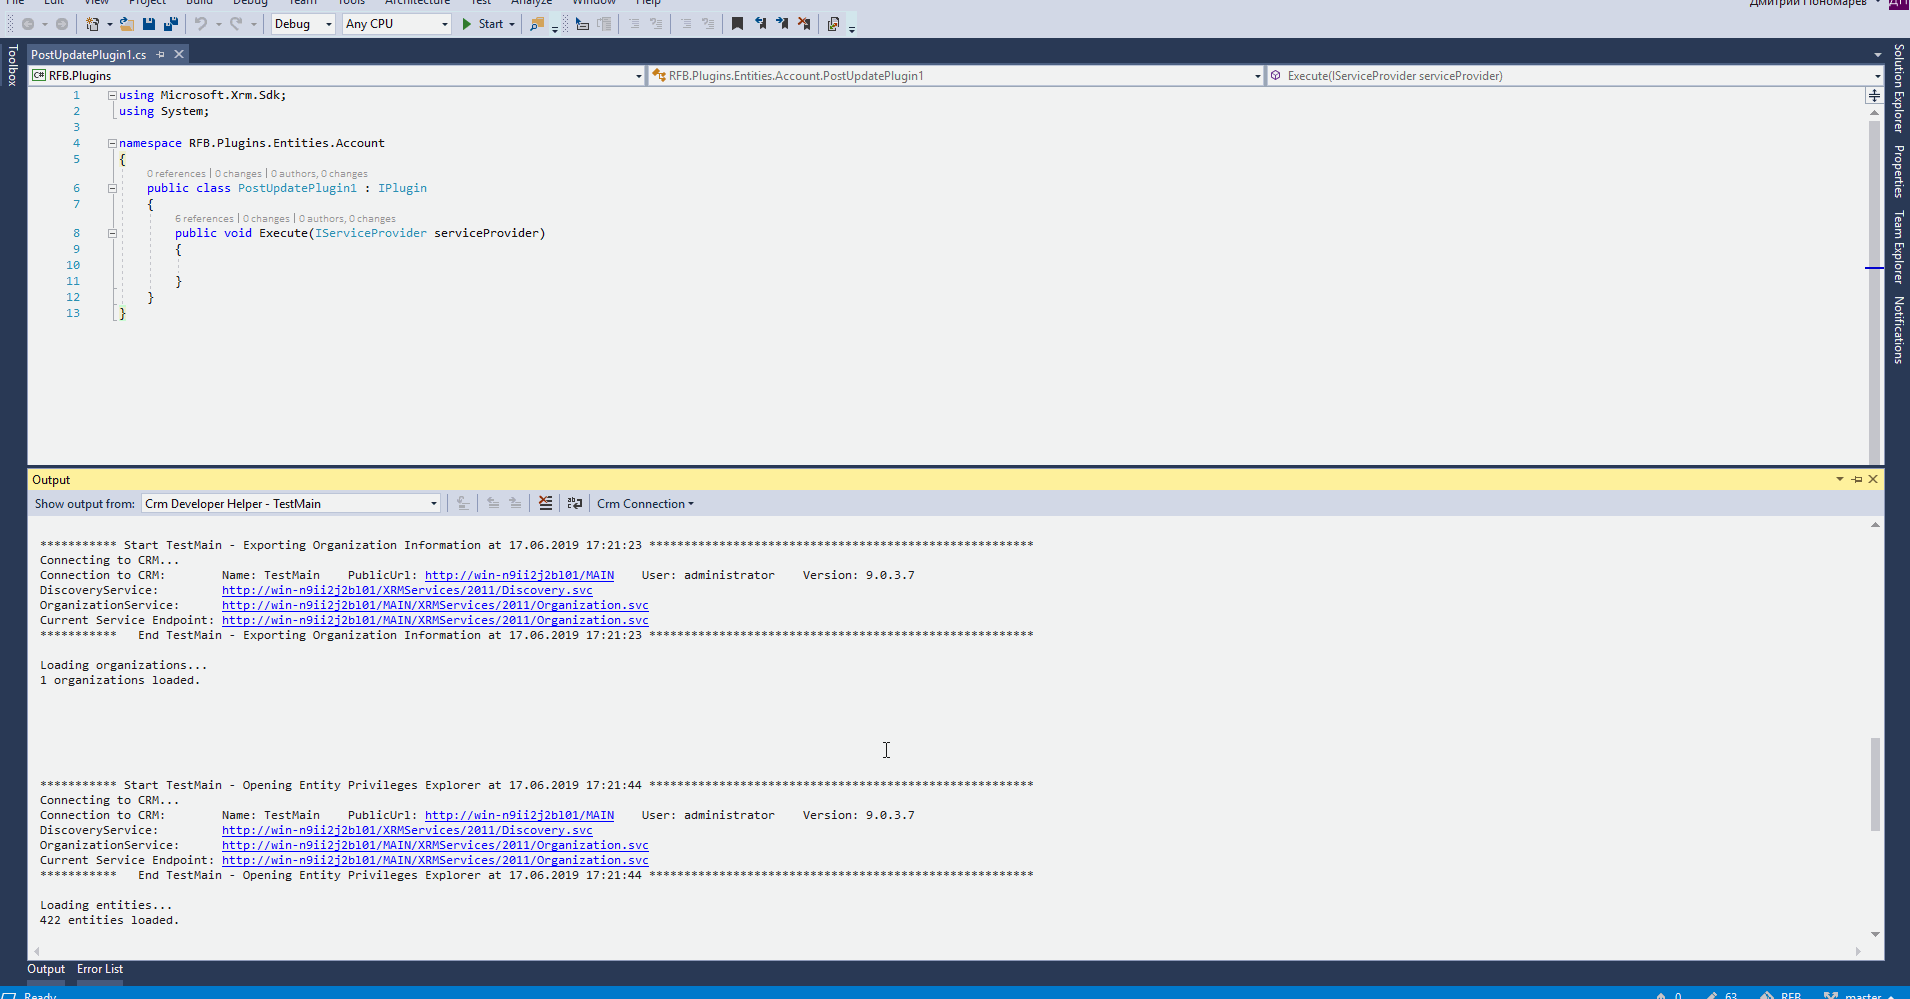 File Edit View Project Build Debug Team Tools Architecture Test Analyze Window Help
Дмитрий Пономарев ДП
Debug Any CPU Start
Toolbox
PostUpdatePlugin1.cs
C# RFB.Plugins RFB.Plugins.Entities.Account.PostUpdatePlugin1 Execute(IServiceProvider serviceProvider)
1 using Microsoft.Xrm.Sdk;
2 using System;
3
4 namespace RFB.Plugins.Entities.Account
5 {
0 references | 0 changes | 0 authors, 0 changes
6 public class PostUpdatePlugin1 : IPlugin
7 {
6 references | 0 changes | 0 authors, 0 changes
8 public void Execute(IServiceProvider serviceProvider)
9 {
10
11 }
12 }
13 }
Solution Explorer
Properties
Team Explorer
Notifications
Output
Show output from: Crm Developer Helper - TestMain Crm Connection
*********** Start TestMain - Exporting Organization Information at 17.06.2019 17:21:23 *******************************************************
Connecting to CRM...
Connection to CRM: Name: TestMain PublicUrl: http://win-n9ii2j2bl01/MAIN User: administrator Version: 9.0.3.7
DiscoveryService: http://win-n9ii2j2bl01/XRMServices/2011/Discovery.svc
OrganizationService: http://win-n9ii2j2bl01/MAIN/XRMServices/2011/Organization.svc
Current Service Endpoint: http://win-n9ii2j2bl01/MAIN/XRMServices/2011/Organization.svc
*********** End TestMain - Exporting Organization Information at 17.06.2019 17:21:23 *******************************************************
Loading organizations...
1 organizations loaded.
*********** Start TestMain - Opening Entity Privileges Explorer at 17.06.2019 17:21:44 *******************************************************
Connecting to CRM...
Connection to CRM: Name: TestMain PublicUrl: http://win-n9ii2j2bl01/MAIN User: administrator Version: 9.0.3.7
DiscoveryService: http://win-n9ii2j2bl01/XRMServices/2011/Discovery.svc
OrganizationService: http://win-n9ii2j2bl01/MAIN/XRMServices/2011/Organization.svc
Current Service Endpoint: http://win-n9ii2j2bl01/MAIN/XRMServices/2011/Organization.svc
*********** End TestMain - Opening Entity Privileges Explorer at 17.06.2019 17:21:44 *******************************************************
Loading entities...
422 entities loaded.
Output Error List
Ready 0 63 RFB master